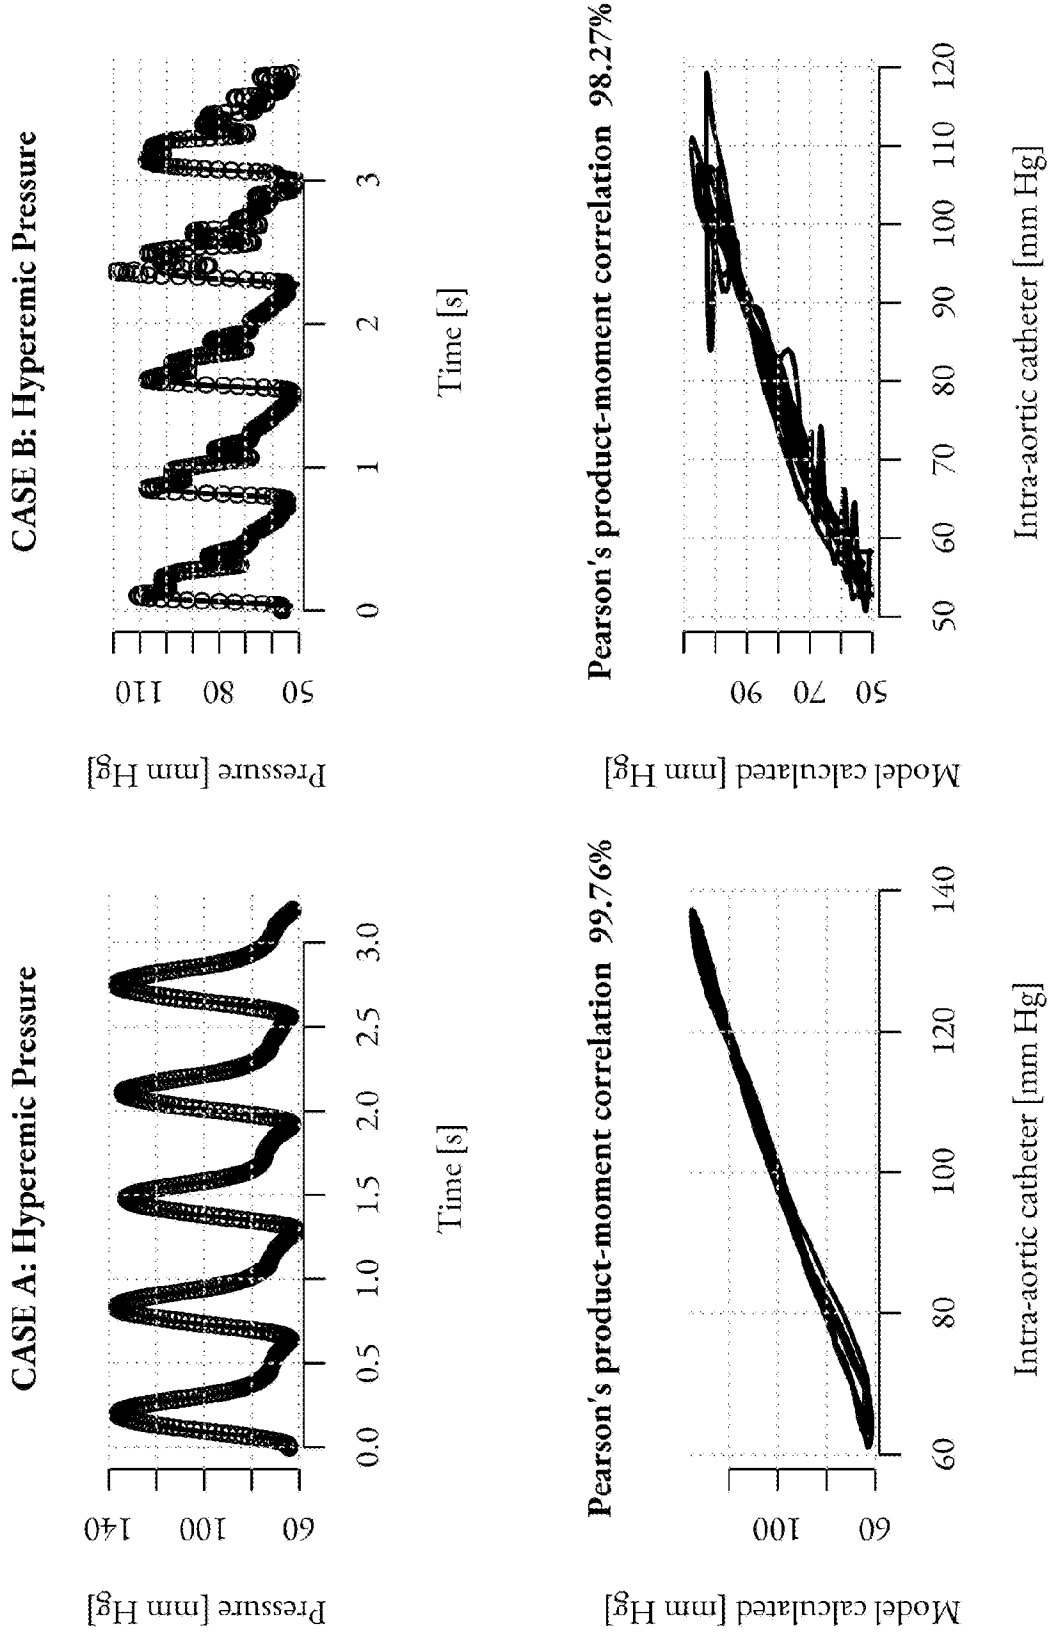 CASE A: Hyperemic Pressure
Pressure [mm Hg]
140
100
60
0.0
0.5
1.0
1.5
2.0
2.5
3.0
Time [s]
CASE B: Hyperemic Pressure
Pressure [mm Hg]
110
80
50
0
1
2
3
Time [s]
Pearson's product-moment correlation 99.76%
Model calculated [mm Hg]
100
60
60
80
100
120
140
Intra-aortic catheter [mm Hg]
Pearson's product-moment correlation 98.27%
Model calculated [mm Hg]
90
70
50
50
60
70
80
90
100
110
120
Intra-aortic catheter [mm Hg]